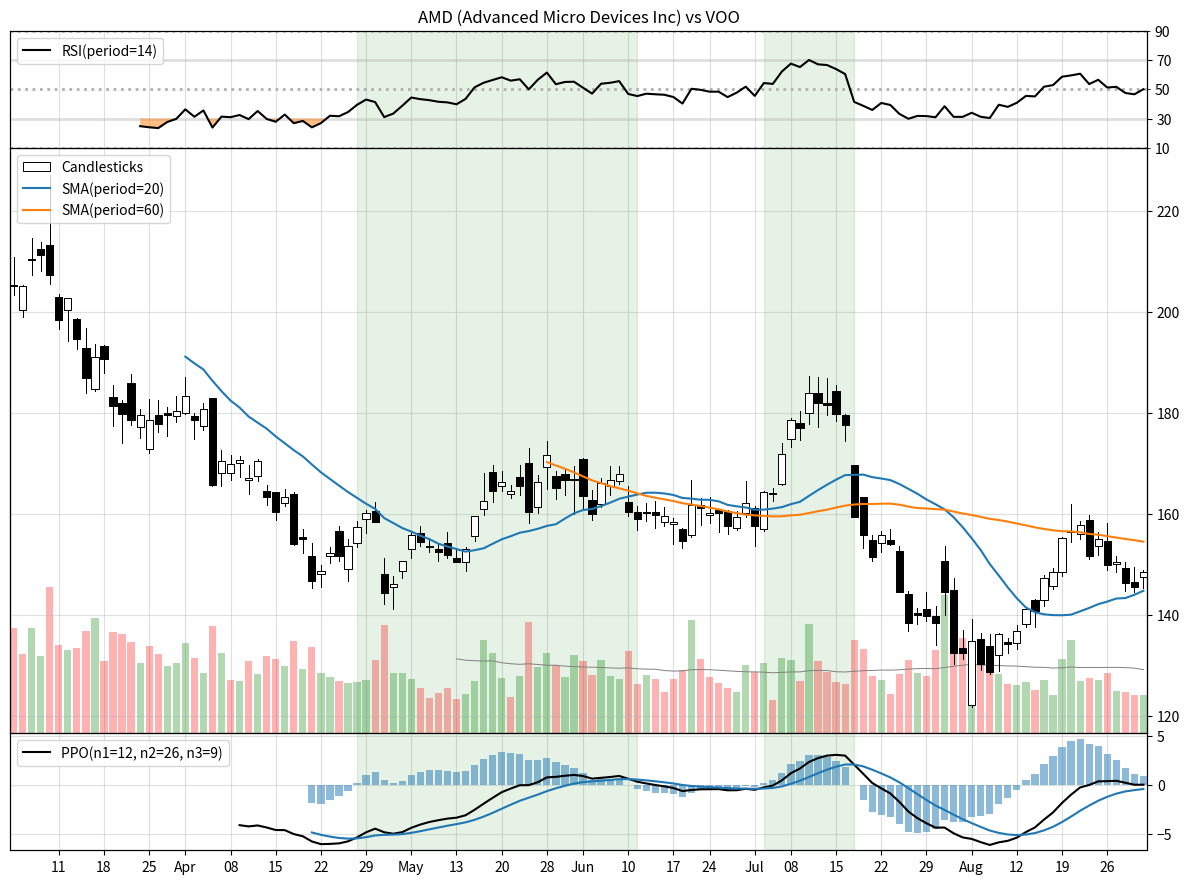 AMD (Advanced Micro Devices Inc) vs VOO
RSI(period=14)
90
70
50
30
10
Candlesticks
SMA(period=20)
SMA(period=60)
220
200
180
160
140
120
PPO(n1=12, n2=26, n3=9)
5
0
−5
11 18 25 Apr 08 15 22 29 May 13 20 28 Jun 10 17 24 Jul 08 15 22 29 Aug 12 19 26